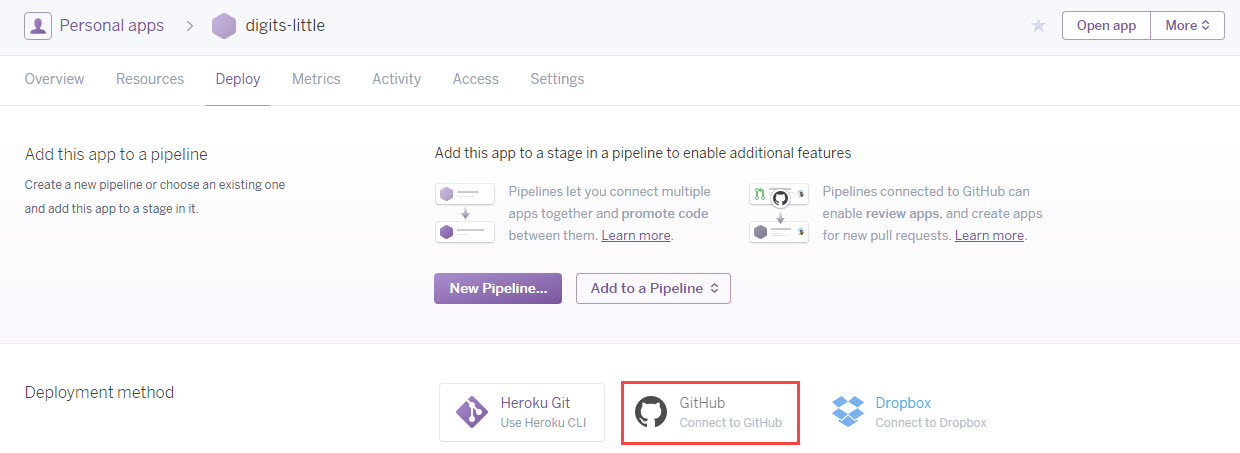 Personal apps > digits-little Open app More
Overview Resources Deploy Metrics Activity Access Settings
Add this app to a pipeline
Create a new pipeline or choose an existing one
and add this app to a stage in it.
Add this app to a stage in a pipeline to enable additional features
Pipelines let you connect multiple
apps together and promote code
between them. Learn more.
Pipelines connected to GitHub can
enable review apps, and create apps
for new pull requests. Learn more.
New Pipeline... Add to a Pipeline
Deployment method
Heroku Git
Use Heroku CLI
GitHub
Connect to GitHub
Dropbox
Connect to Dropbox